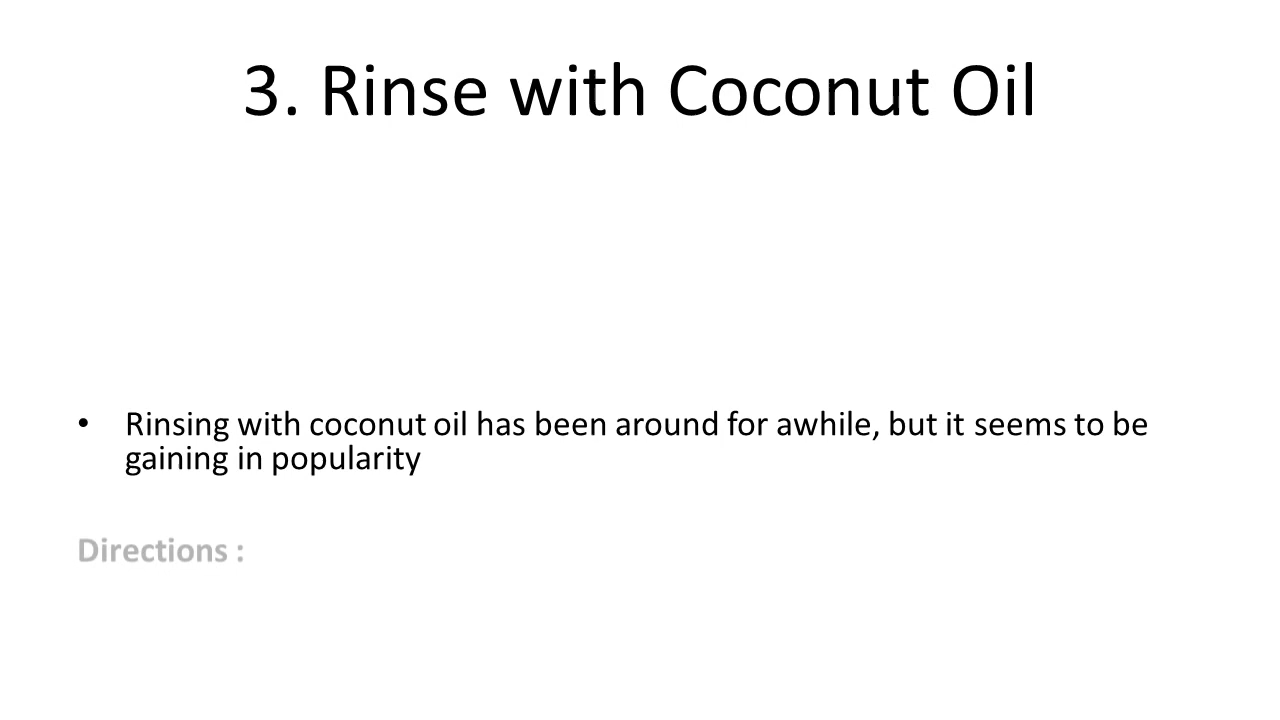 3. Rinse with Coconut Oil
• Rinsing with coconut oil has been around for awhile, but it seems to be
gaining in popularity
Directions :